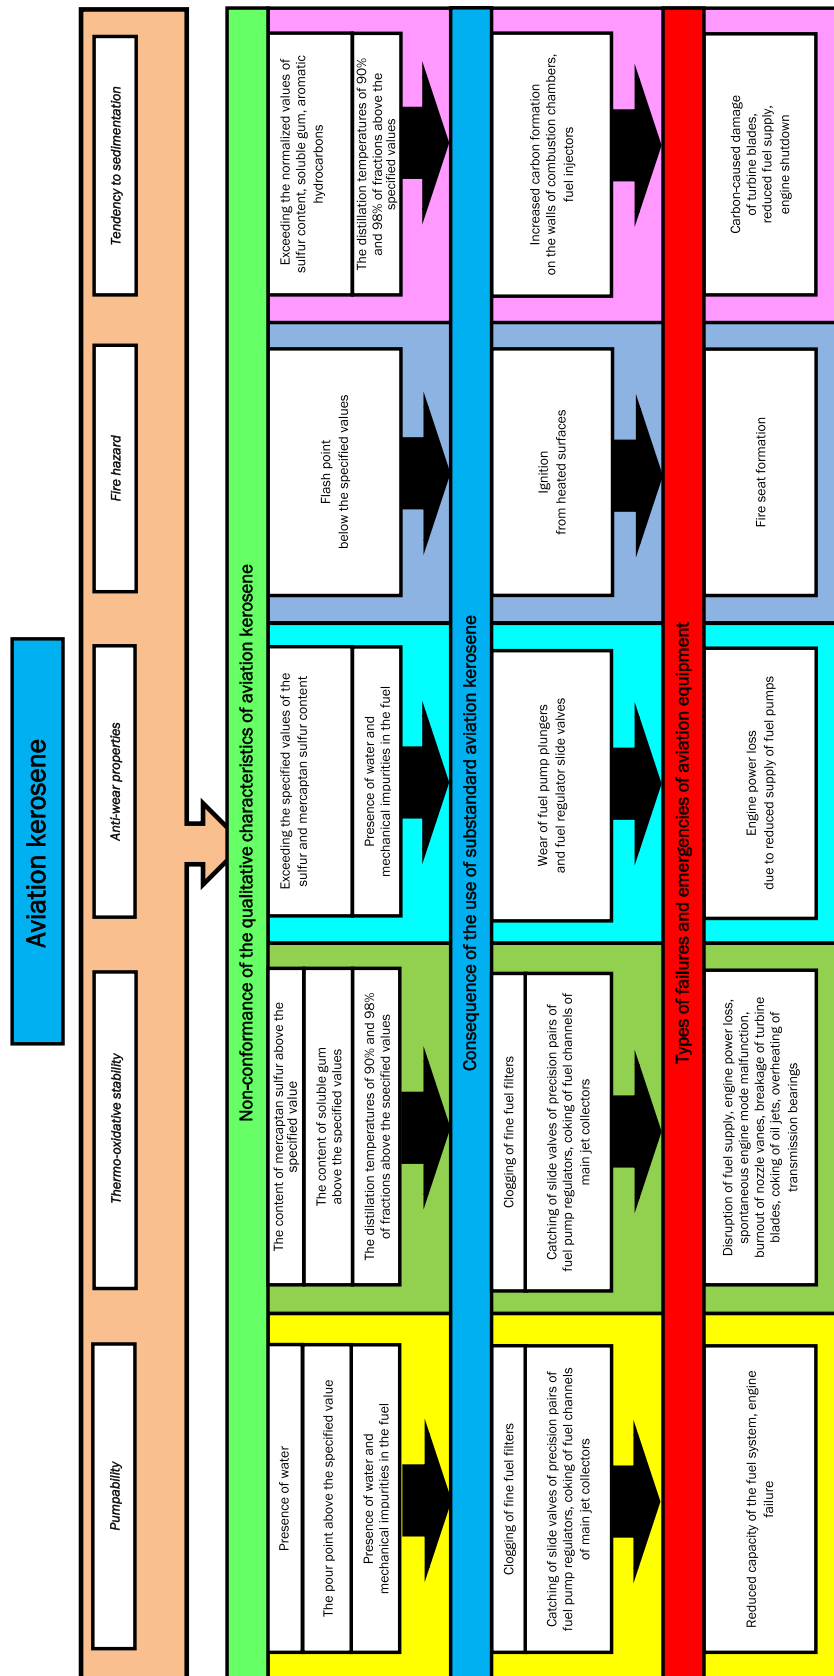 Aviation kerosene
Pumpability
Thermo-oxidative stability
Anti-wear properties
Fire hazard
Tendency to sedimentation
Non-conformance of the qualitative characteristics of aviation kerosene
Presence of water
The pour point above the specified value
Presence of water and
mechanical impurities in the fuel
The content of mercaptan sulfur above the
specified value
The content of soluble gum
above the specified values
The distillation temperatures of 90% and 98%
of fractions above the specified values
Exceeding the specified values of the
sulfur and mercaptan sulfur content
Presence of water and
mechanical impurities in the fuel
Flash point
below the specified values
Exceeding the normalized values of
sulfur content, soluble gum, aromatic
hydrocarbons
The distillation temperatures of 90%
and 98% of fractions above the
specified values
Consequence of the use of substandard aviation kerosene
Clogging of fine fuel filters
Catching of slide valves of precision pairs of
fuel pump regulators, coking of fuel channels
of main jet collectors
Clogging of fine fuel filters
Catching of slide valves of precision pairs of
fuel pump regulators, coking of fuel channels of
main jet collectors
Wear of fuel pump plungers
and fuel regulator slide valves
Ignition
from heated surfaces
Increased carbon formation
on the walls of combustion chambers,
fuel injectors
Types of failures and emergencies of aviation equipment
Reduced capacity of the fuel system, engine
failure
Disruption of fuel supply, engine power loss,
spontaneous engine mode malfunction,
burnout of nozzle vanes, breakage of turbine
blades, coking of oil jets, overheating of
transmission bearings
Engine power loss
due to reduced supply of fuel pumps
Fire seat formation
Carbon-caused damage
of turbine blades,
reduced fuel supply,
engine shutdown